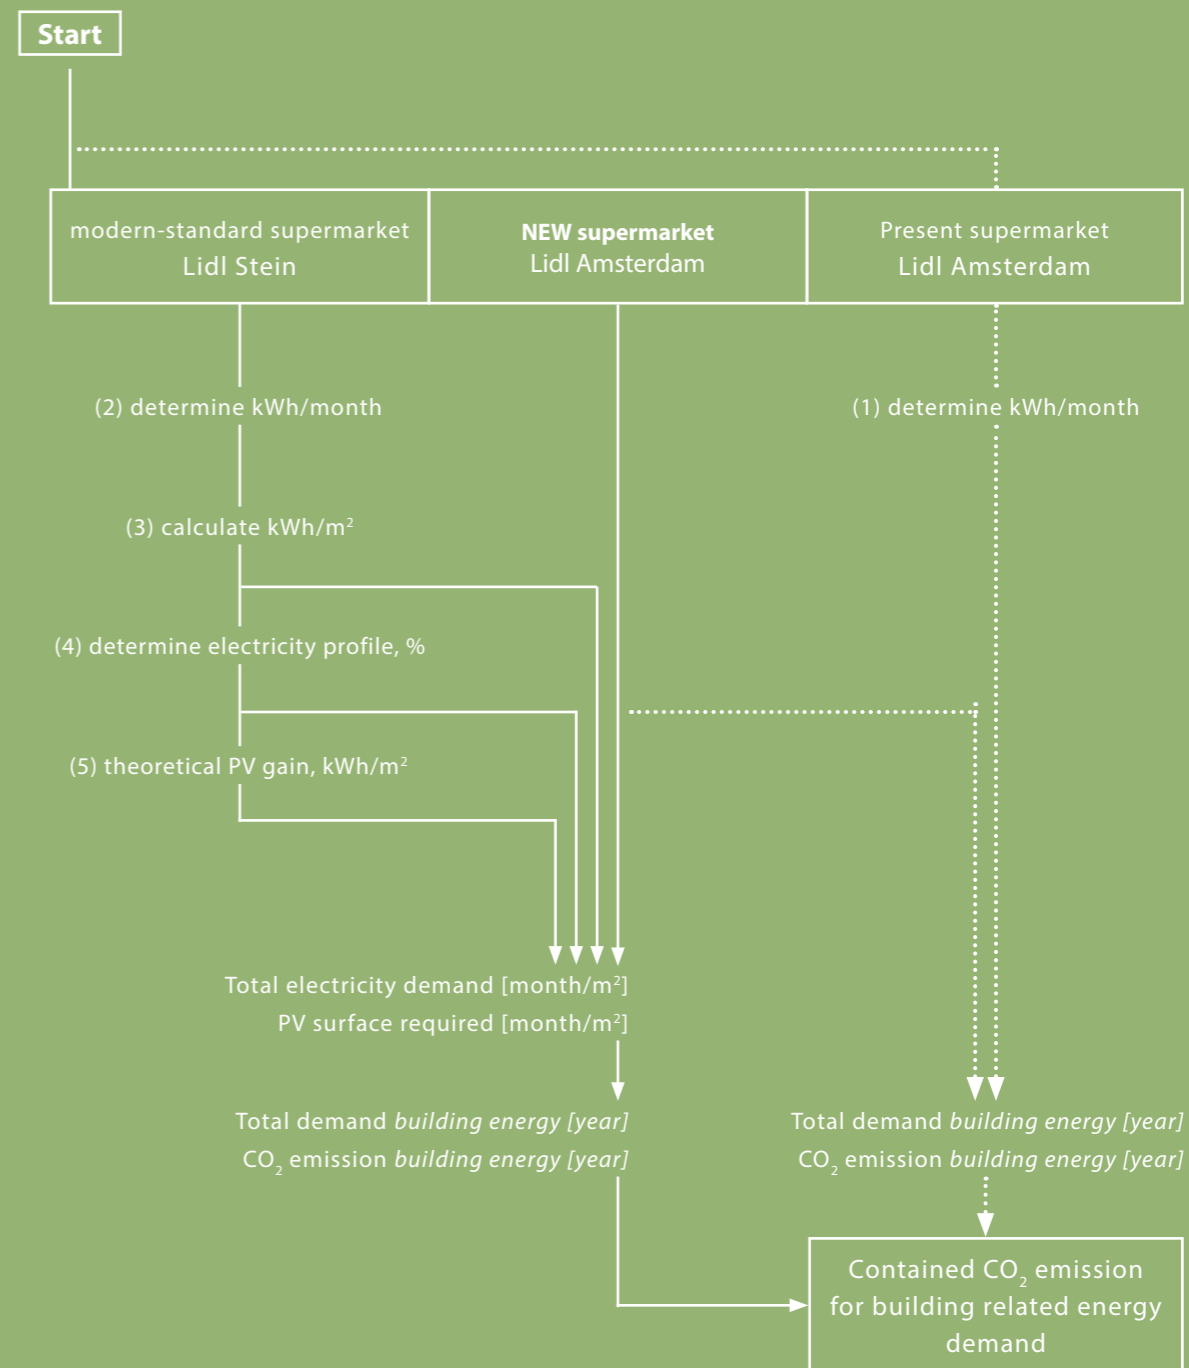 Start
modern-standard supermarket
Lidl Stein
NEW supermarket
Lidl Amsterdam
Present supermarket
Lidl Amsterdam
(2) determine kWh/month
(1) determine kWh/month
(3) calculate kWh/m²
(4) determine electricity profile, %
(5) theoretical PV gain, kWh/m²
Total electricity demand [month/m²]
PV surface required [month/m²]
Total demand building energy [year]
CO₂ emission building energy [year]
Total demand building energy [year]
CO₂ emission building energy [year]
Contained CO₂ emission
for building related energy
demand